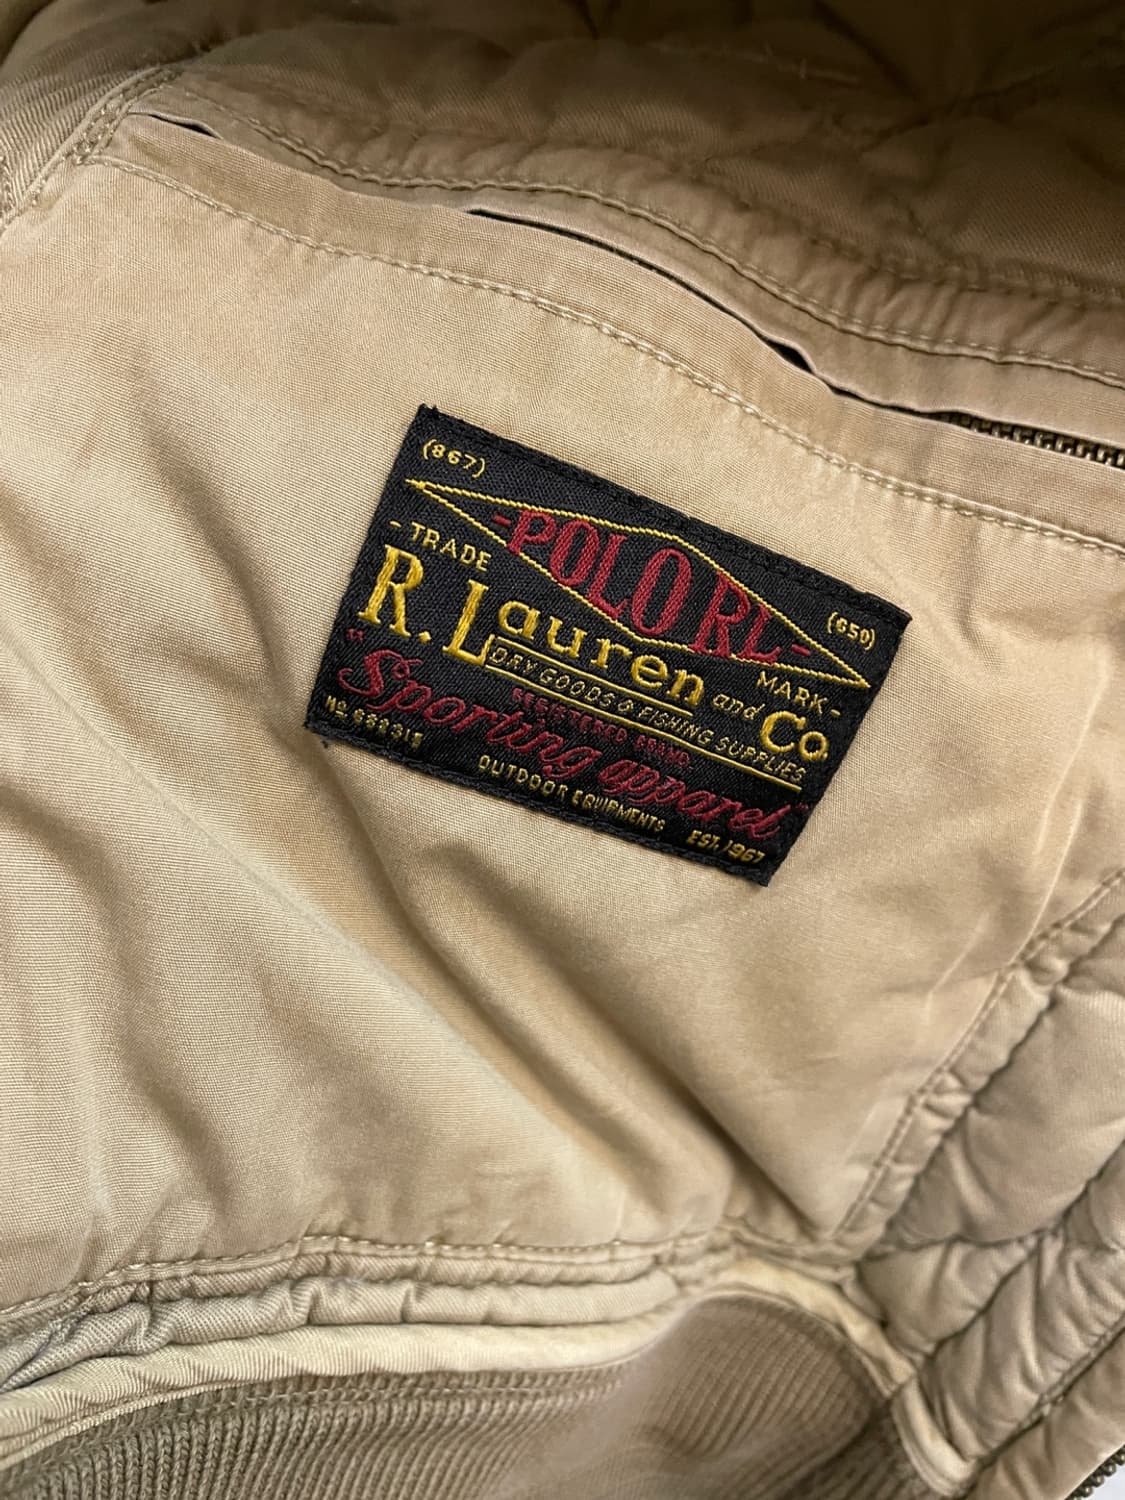 (867)
-POLO RL-
(650)
-TRADE
MARK-
R. Lauren and Co
DRY GOODS & FISHING SUPPLIES
REGISTERED BRAND.
"Sporting apparel"
OUTDOOR EQUIPMENTS EST. 1967